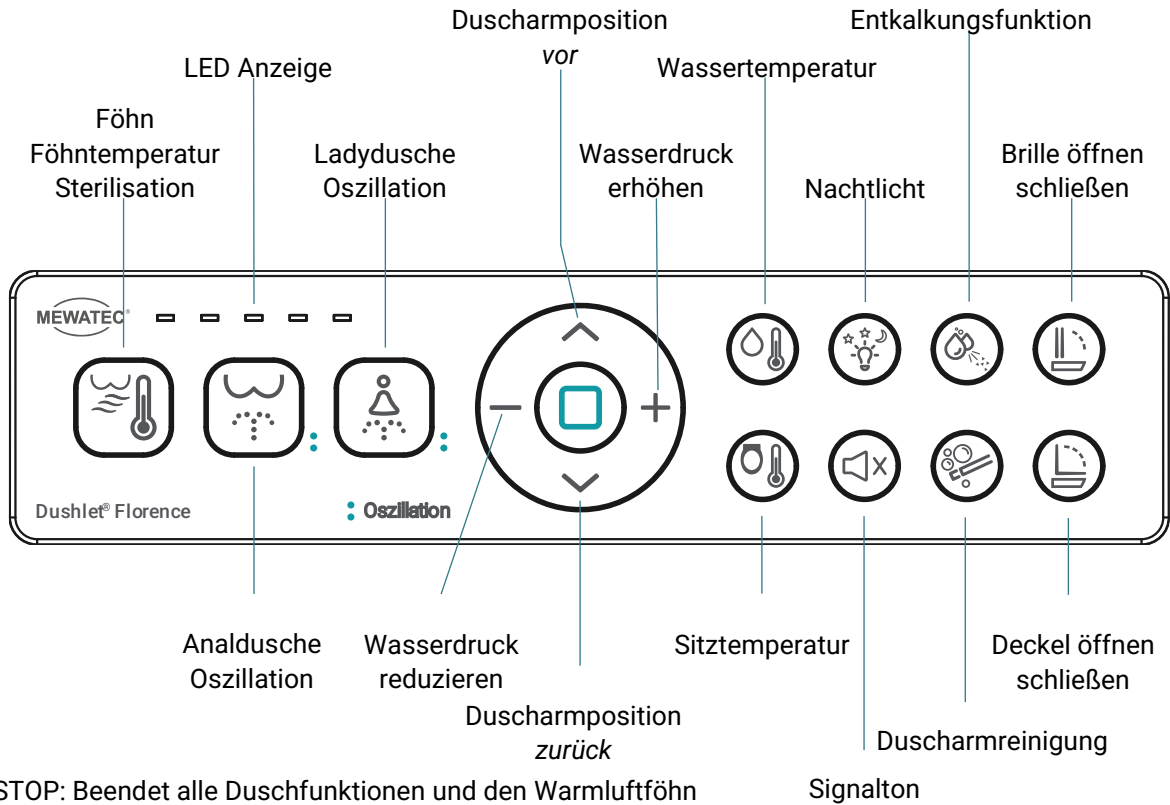 Duscharmposition
vor
Entkalkungsfunktion
LED Anzeige
Wassertemperatur
Föhn
Föhntemperatur
Sterilisation
Ladydusche
Oszillation
Wasserdruck
erhöhen
Nachtlicht
Brille öffnen
schließen
MEWATEC®
Dushlet® Florence
: Oszillation
Analdusche
Oszillation
Wasserdruck
reduzieren
Sitztemperatur
Deckel öffnen
schließen
Duscharmposition
zurück
Duscharmreinigung
STOP: Beendet alle Duschfunktionen und den Warmluftföhn
Signalton